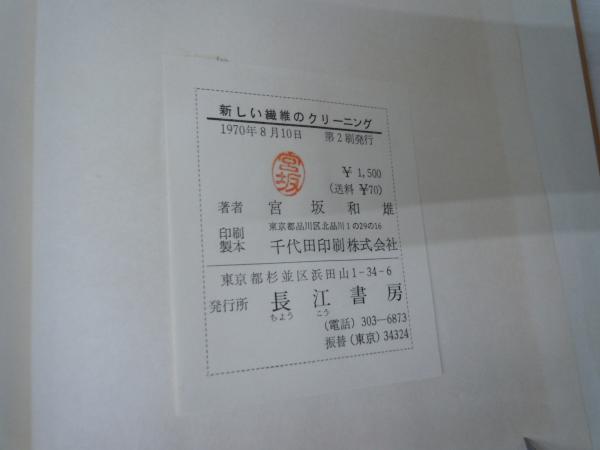 新しい繊維のクリーニング
1970年8月10日 第2刷発行
宮坂
¥1,500
(送料 ¥70)
著者 宮坂和雄
東京都品川区北品川1の29の16
印刷
製本 千代田印刷株式会社
東京都杉並区浜田山1-34-6
発行所 長江書房
ちょう こう
(電話) 303—6873
振替 (東京) 34324